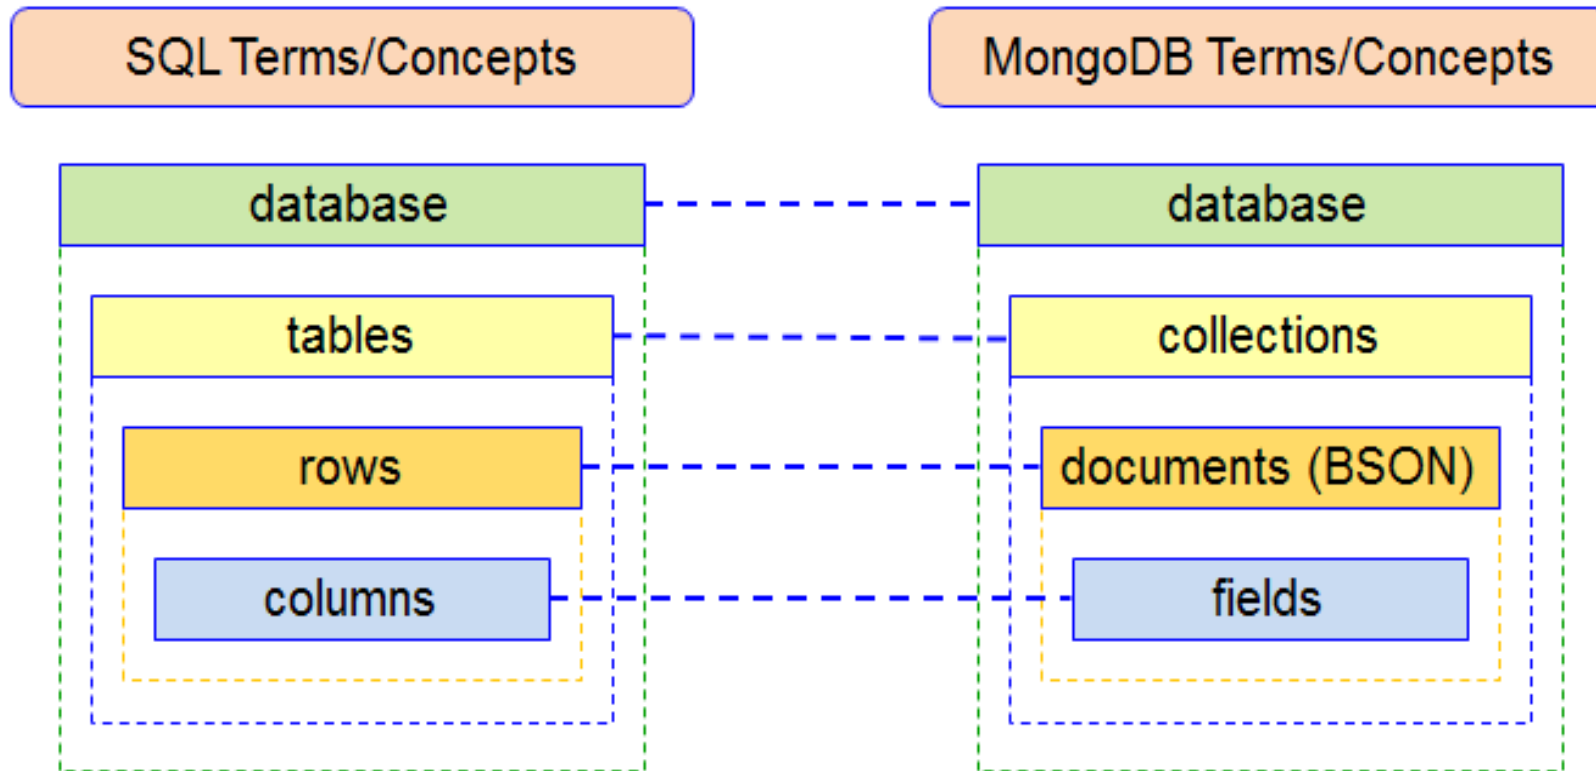 SQL Terms/Concepts
MongoDB Terms/Concepts
database
database
tables
collections
rows
documents (BSON)
columns
fields